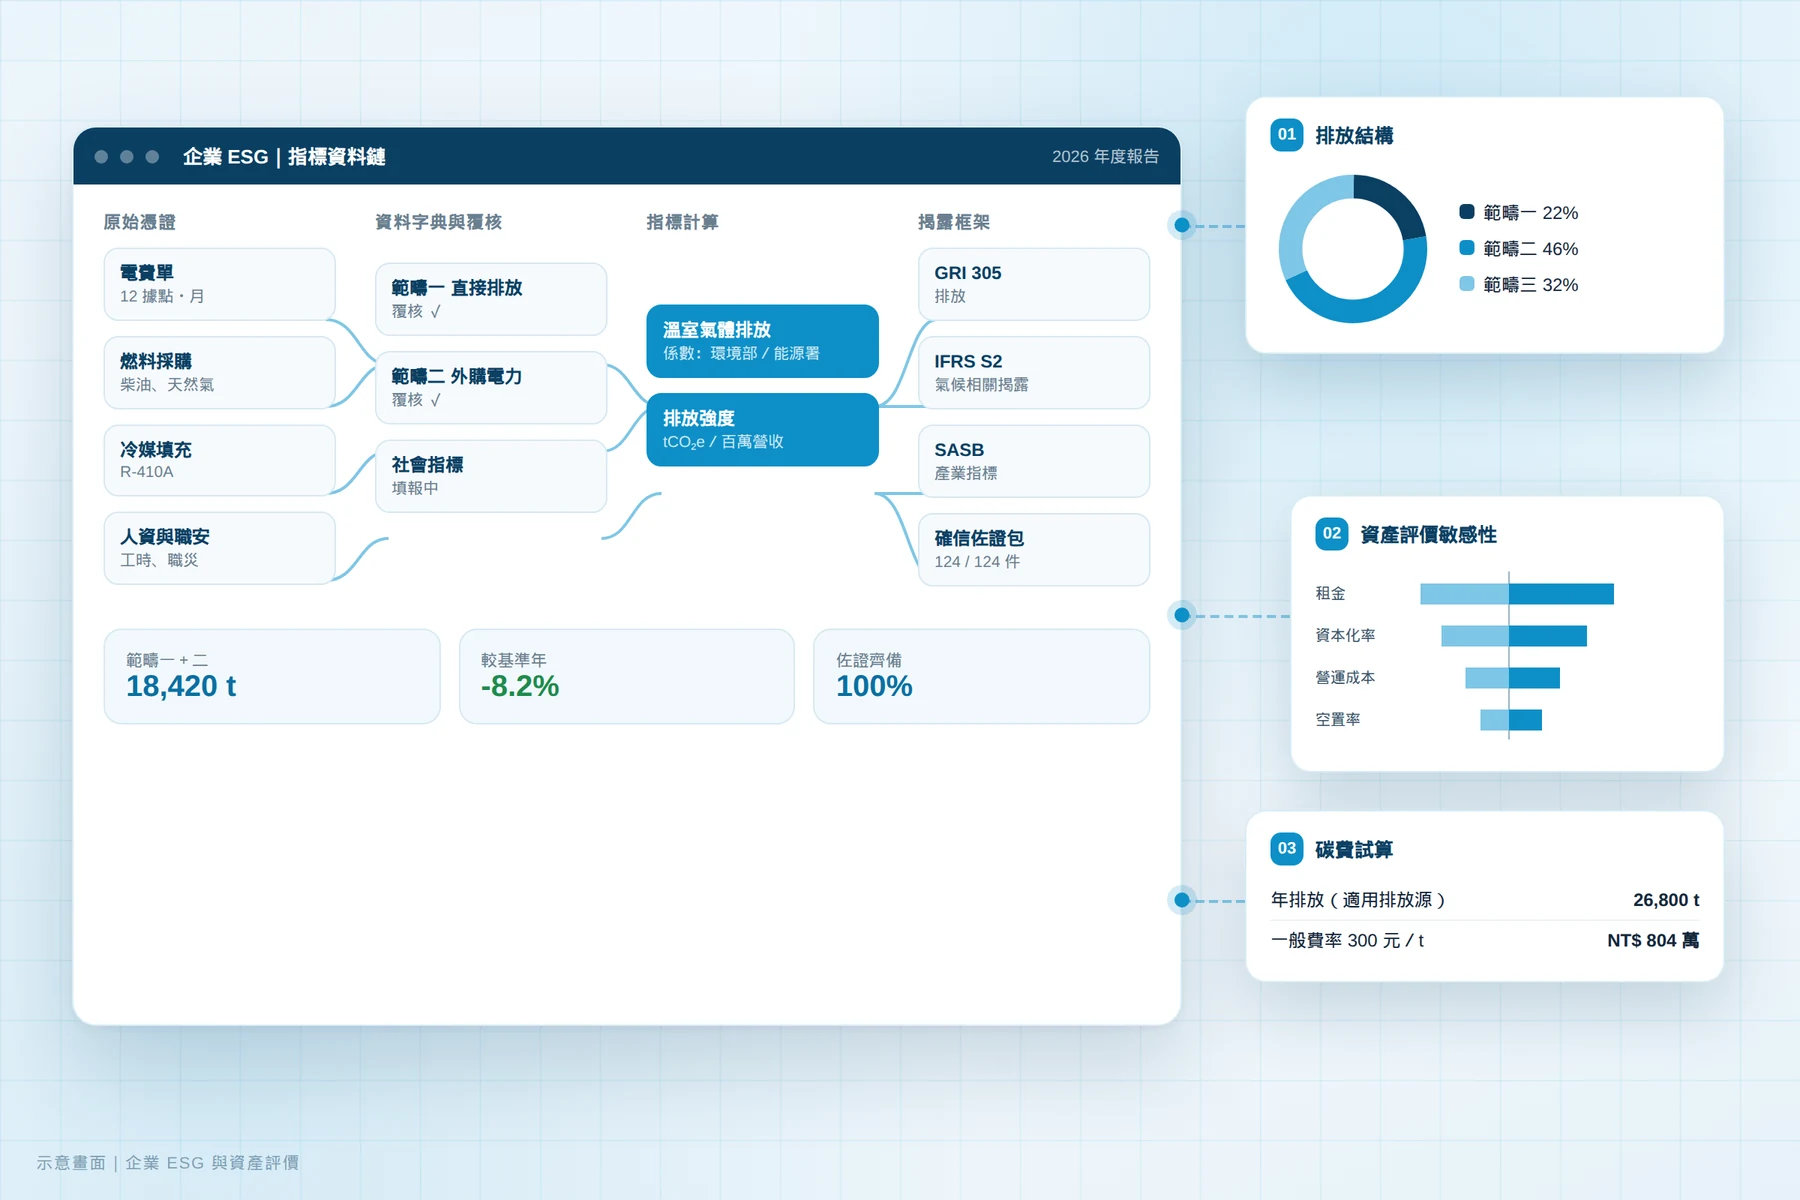 企業 ESG｜指標資料鏈
2026 年度報告
原始憑證
電費單
12 據點・月
燃料採購
柴油、天然氣
冷媒填充
R-410A
人資與職安
工時、職災
資料字典與覆核
範疇一 直接排放
覆核 ✓
範疇二 外購電力
覆核 ✓
社會指標
填報中
指標計算
溫室氣體排放
係數：環境部 / 能源署
排放強度
tCO₂e / 百萬營收
揭露框架
GRI 305
排放
IFRS S2
氣候相關揭露
SASB
產業指標
確信佐證包
124 / 124 件
範疇一 + 二
18,420 t
較基準年
-8.2%
佐證齊備
100%
01 排放結構
範疇一 22%
範疇二 46%
範疇三 32%
02 資產評價敏感性
租金
資本化率
營運成本
空置率
03 碳費試算
年排放（適用排放源） 26,800 t
一般費率 300 元 / t NT$ 804 萬
示意畫面｜企業 ESG 與資產評價